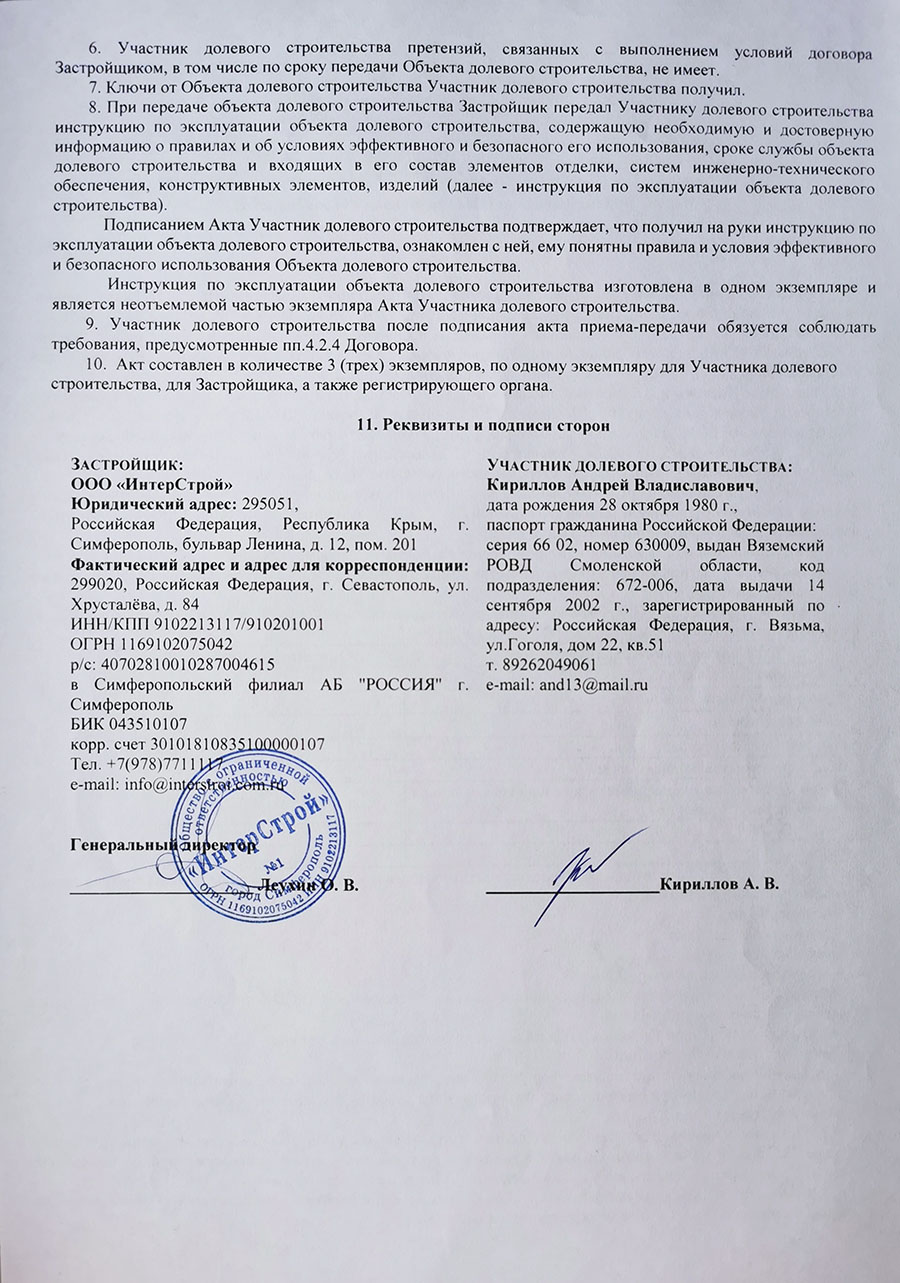 6. Участник долевого строительства претензий, связанных с выполнением условий договора
Застройщиком, в том числе по сроку передачи Объекта долевого строительства, не имеет.
7. Ключи от Объекта долевого строительства Участник долевого строительства получил.
8. При передаче объекта долевого строительства Застройщик передал Участнику долевого строительства
инструкцию по эксплуатации объекта долевого строительства, содержащую необходимую и достоверную
информацию о правилах и об условиях эффективного и безопасного его использования, сроке службы объекта
долевого строительства и входящих в его состав элементов отделки, систем инженерно-технического
обеспечения, конструктивных элементов, изделий (далее - инструкция по эксплуатации объекта долевого
строительства).
Подписанием Акта Участник долевого строительства подтверждает, что получил на руки инструкцию по
эксплуатации объекта долевого строительства, ознакомлен с ней, ему понятны правила и условия эффективного
и безопасного использования Объекта долевого строительства.
Инструкция по эксплуатации объекта долевого строительства изготовлена в одном экземпляре и
является неотъемлемой частью экземпляра Акта Участника долевого строительства.
9. Участник долевого строительства после подписания акта приема-передачи обязуется соблюдать
требования, предусмотренные пп.4.2.4 Договора.
10. Акт составлен в количестве 3 (трех) экземпляров, по одному экземпляру для Участника долевого
строительства, для Застройщика, а также регистрирующего органа.
11. Реквизиты и подписи сторон
ЗАСТРОЙЩИК:
ООО «ИнтерСтрой»
Юридический адрес: 295051,
Российская Федерация, Республика Крым, г.
Симферополь, бульвар Ленина, д. 12, пом. 201
Фактический адрес и адрес для корреспонденции:
299020, Российская Федерация, г. Севастополь, ул.
Хрусталёва, д. 84
ИНН/КПП 9102213117/910201001
ОГРН 1169102075042
р/с: 40702810010287004615
в Симферопольский филиал АБ "РОССИЯ" г.
Симферополь
БИК 043510107
корр. счет 30101810835100000107
Тел. +7(978)7711117
e-mail: info@interstroi.com.ru
Генеральный директор
Леухин О. В.
УЧАСТНИК ДОЛЕВОГО СТРОИТЕЛЬСТВА:
Кириллов Андрей Владиславович,
дата рождения 28 октября 1980 г.,
паспорт гражданина Российской Федерации:
серия 66 02, номер 630009, выдан Вяземский
РОВД Смоленской области, код
подразделения: 672-006, дата выдачи 14
сентября 2002 г., зарегистрированный по
адресу: Российская Федерация, г. Вязьма,
ул.Гоголя, дом 22, кв.51
т. 89262049061
e-mail: and13@mail.ru
Кириллов А. В.
Общество с ограниченной
ответственностью
«ИнтерСтрой»
№1
город Симферополь
ОГРН 1169102075042 ИНН 9102213117